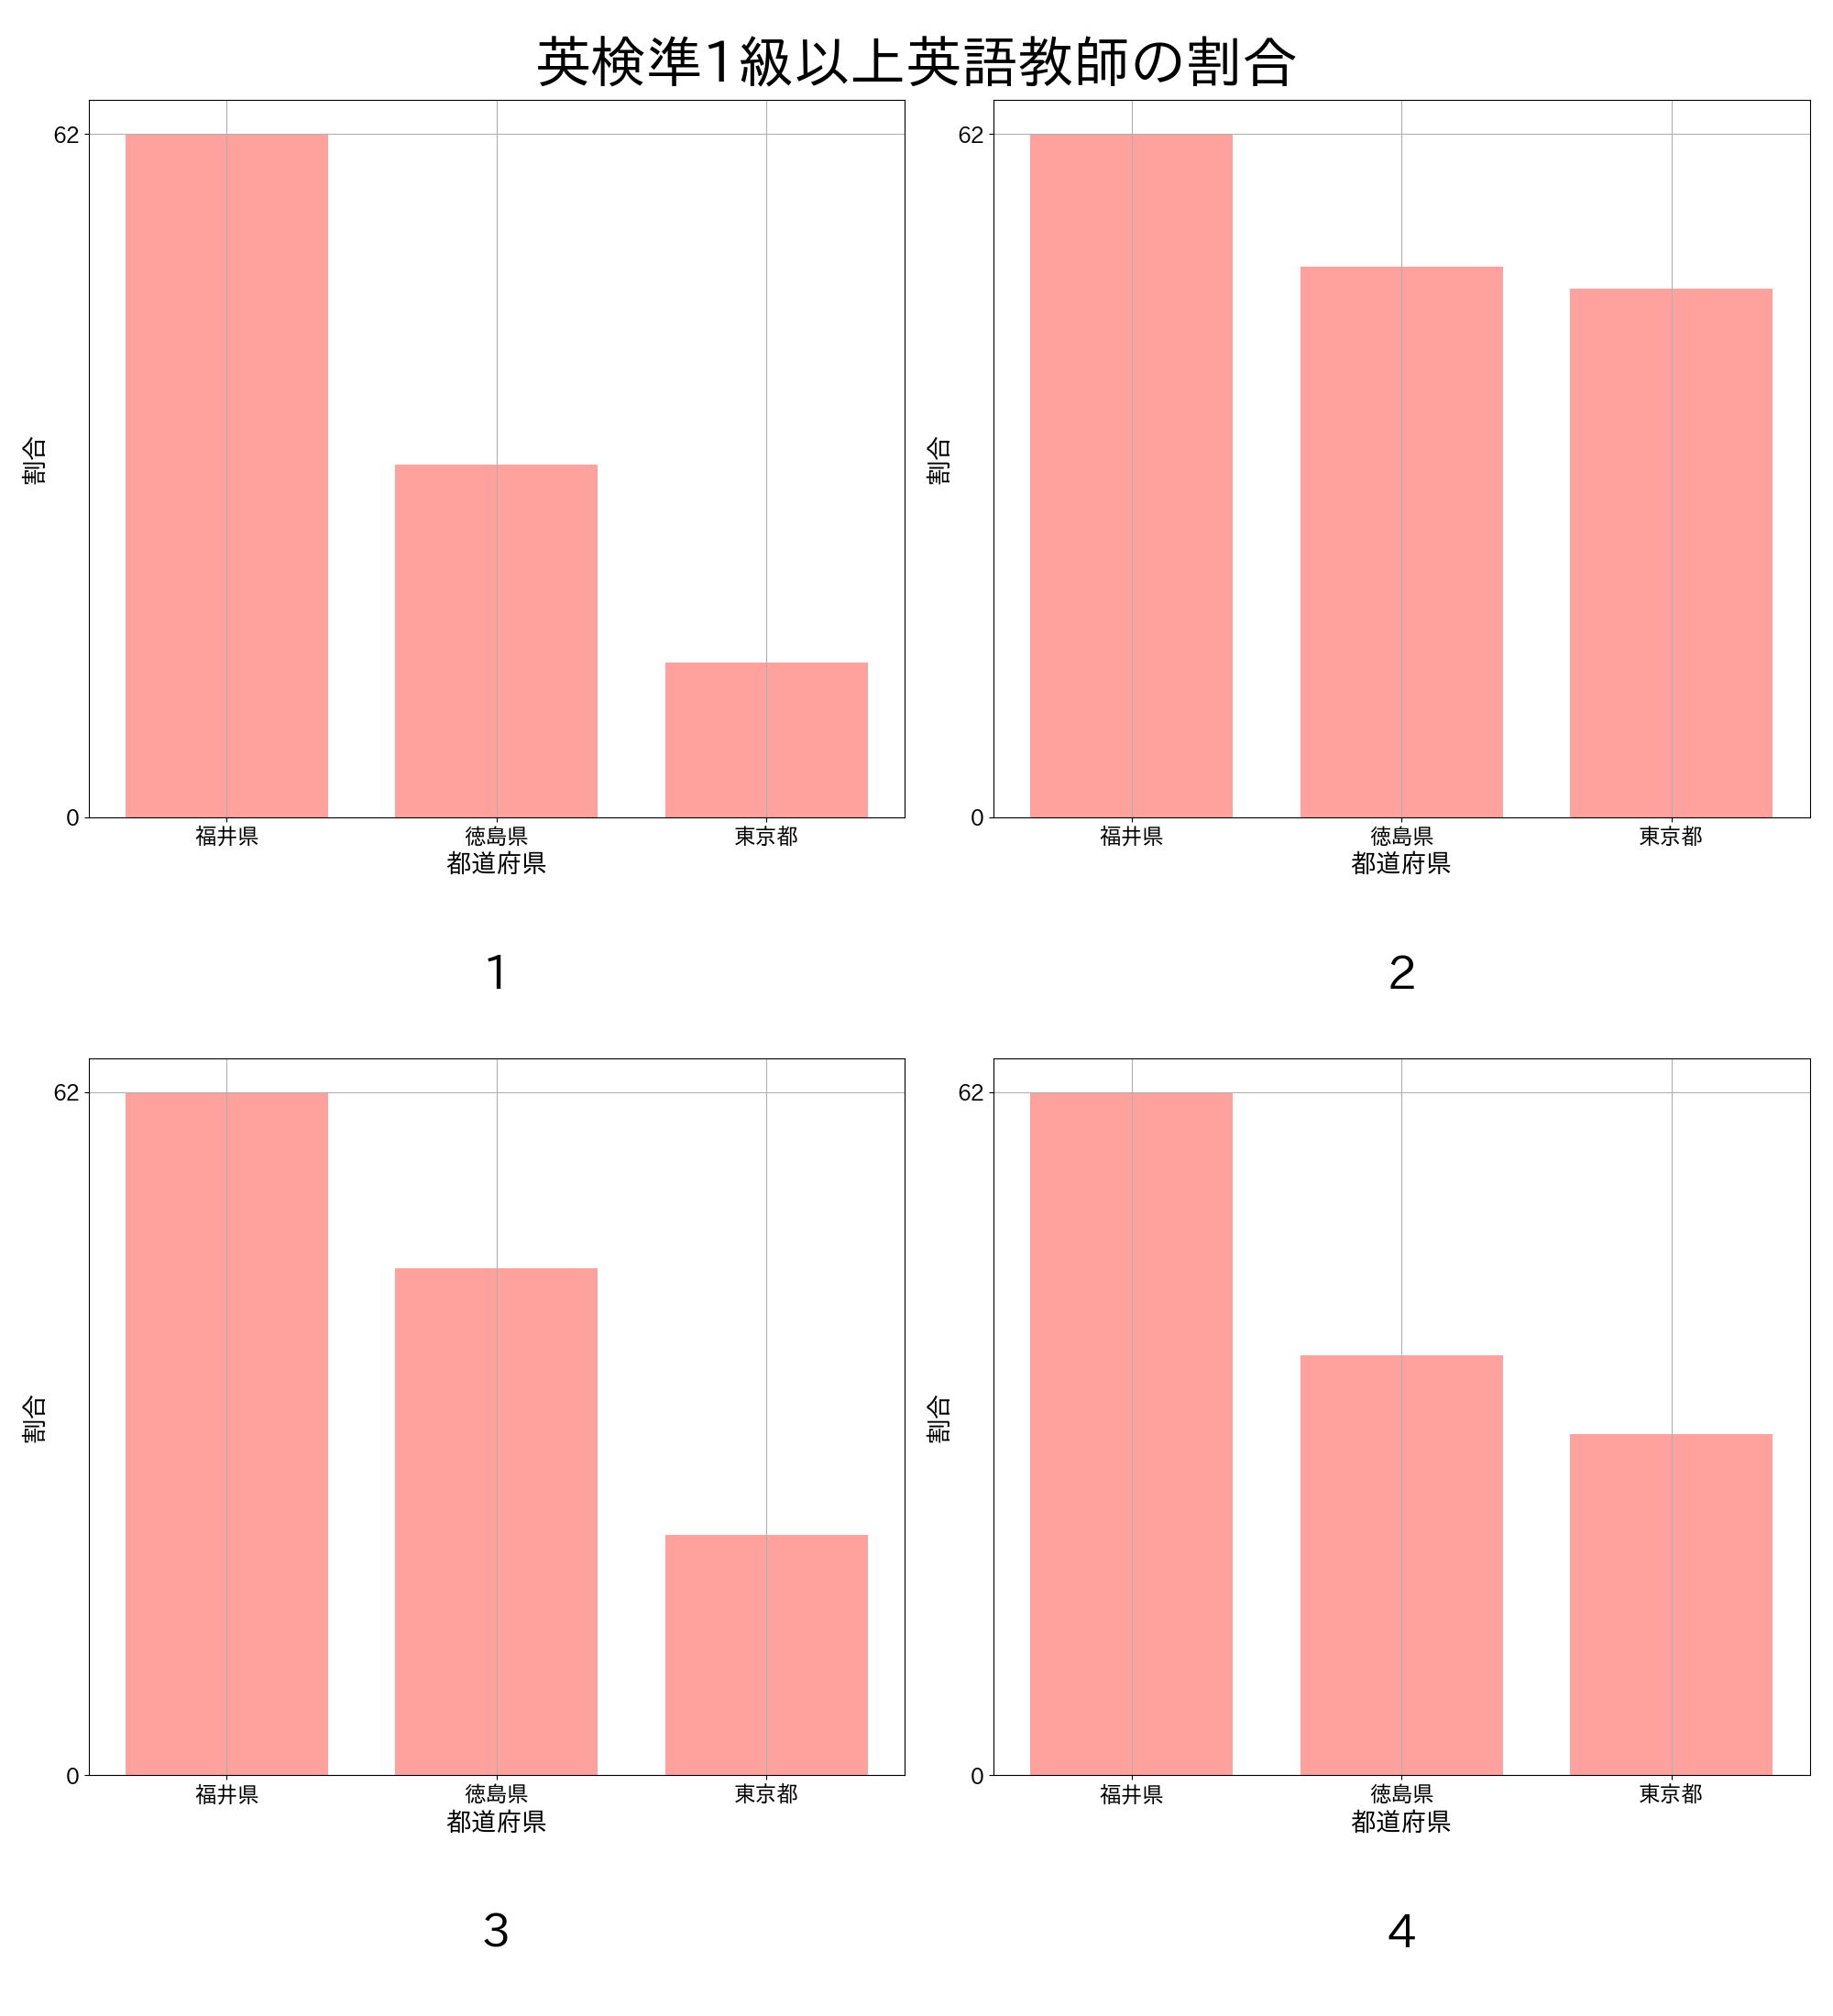 英検準1級以上英語教師の割合
62
0
割合
福井県 徳島県 東京都
都道府県
1
62
0
割合
福井県 徳島県 東京都
都道府県
2
62
0
割合
福井県 徳島県 東京都
都道府県
3
62
0
割合
福井県 徳島県 東京都
都道府県
4